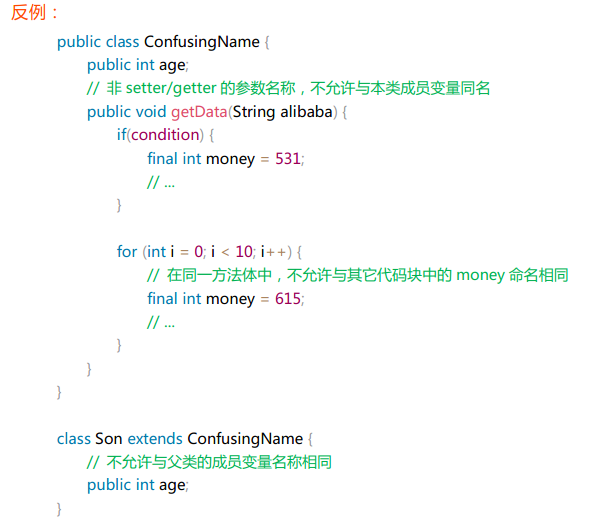 反例：
public class ConfusingName {
public int age;
// 非 setter/getter 的参数名称，不允许与本类成员变量同名
public void getData(String alibaba) {
if(condition) {
final int money = 531;
// ...
}
for (int i = 0; i < 10; i++) {
// 在同一方法体中，不允许与其它代码块中的 money 命名相同
final int money = 615;
// ...
}
}
}
class Son extends ConfusingName {
// 不允许与父类的成员变量名称相同
public int age;
}